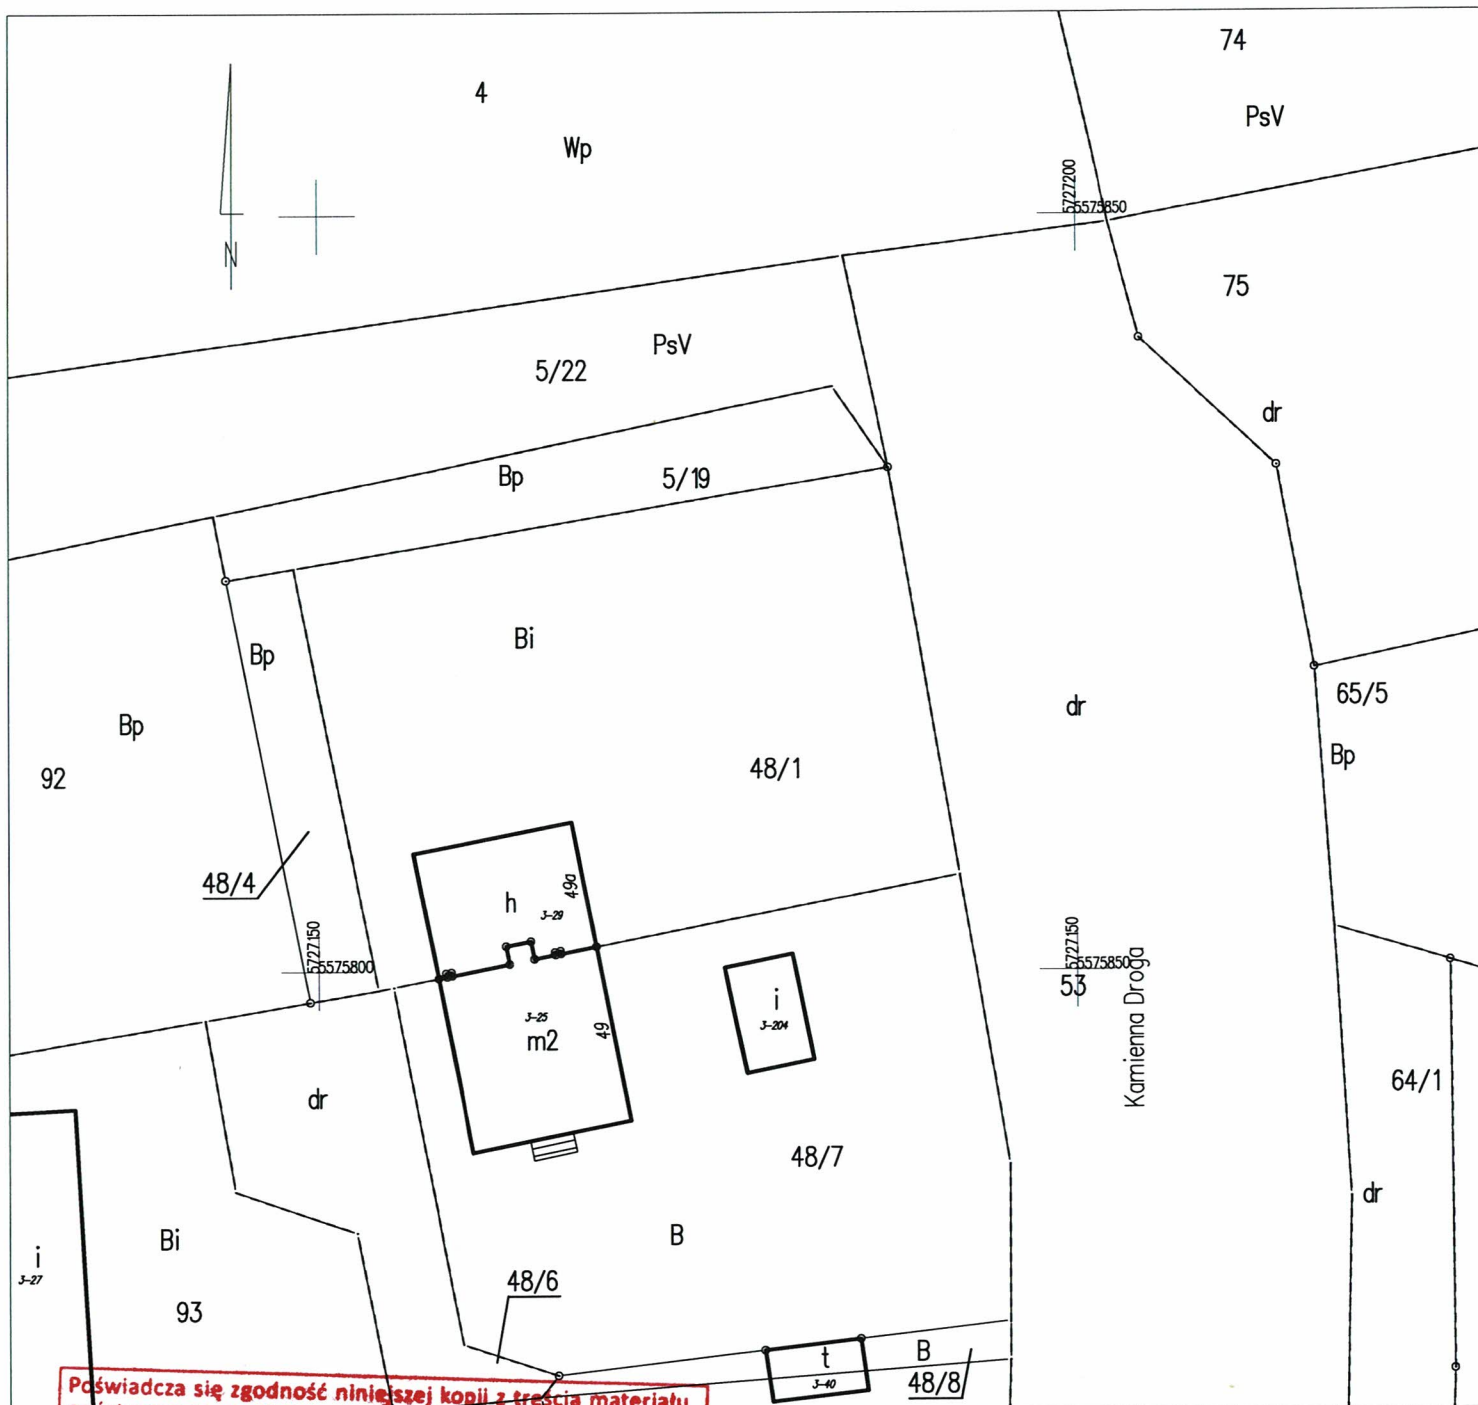 74
4
PsV
Wp
5727200
5575850
N
75
PsV
5/22
dr
Bp
5/19
Bi
Bp
65/5
dr
Bp
Bp
48/1
92
48/4
49a
h
3-29
5727150
5575800
5727150
5575850
53
Kamienna Droga
i
3-204
3-25
m2
49
64/1
dr
48/7
dr
B
Bi
i
3-27
48/6
93
t
3-40
B
48/8
Poświadcza się zgodność niniejszej kopii z treścią materiału